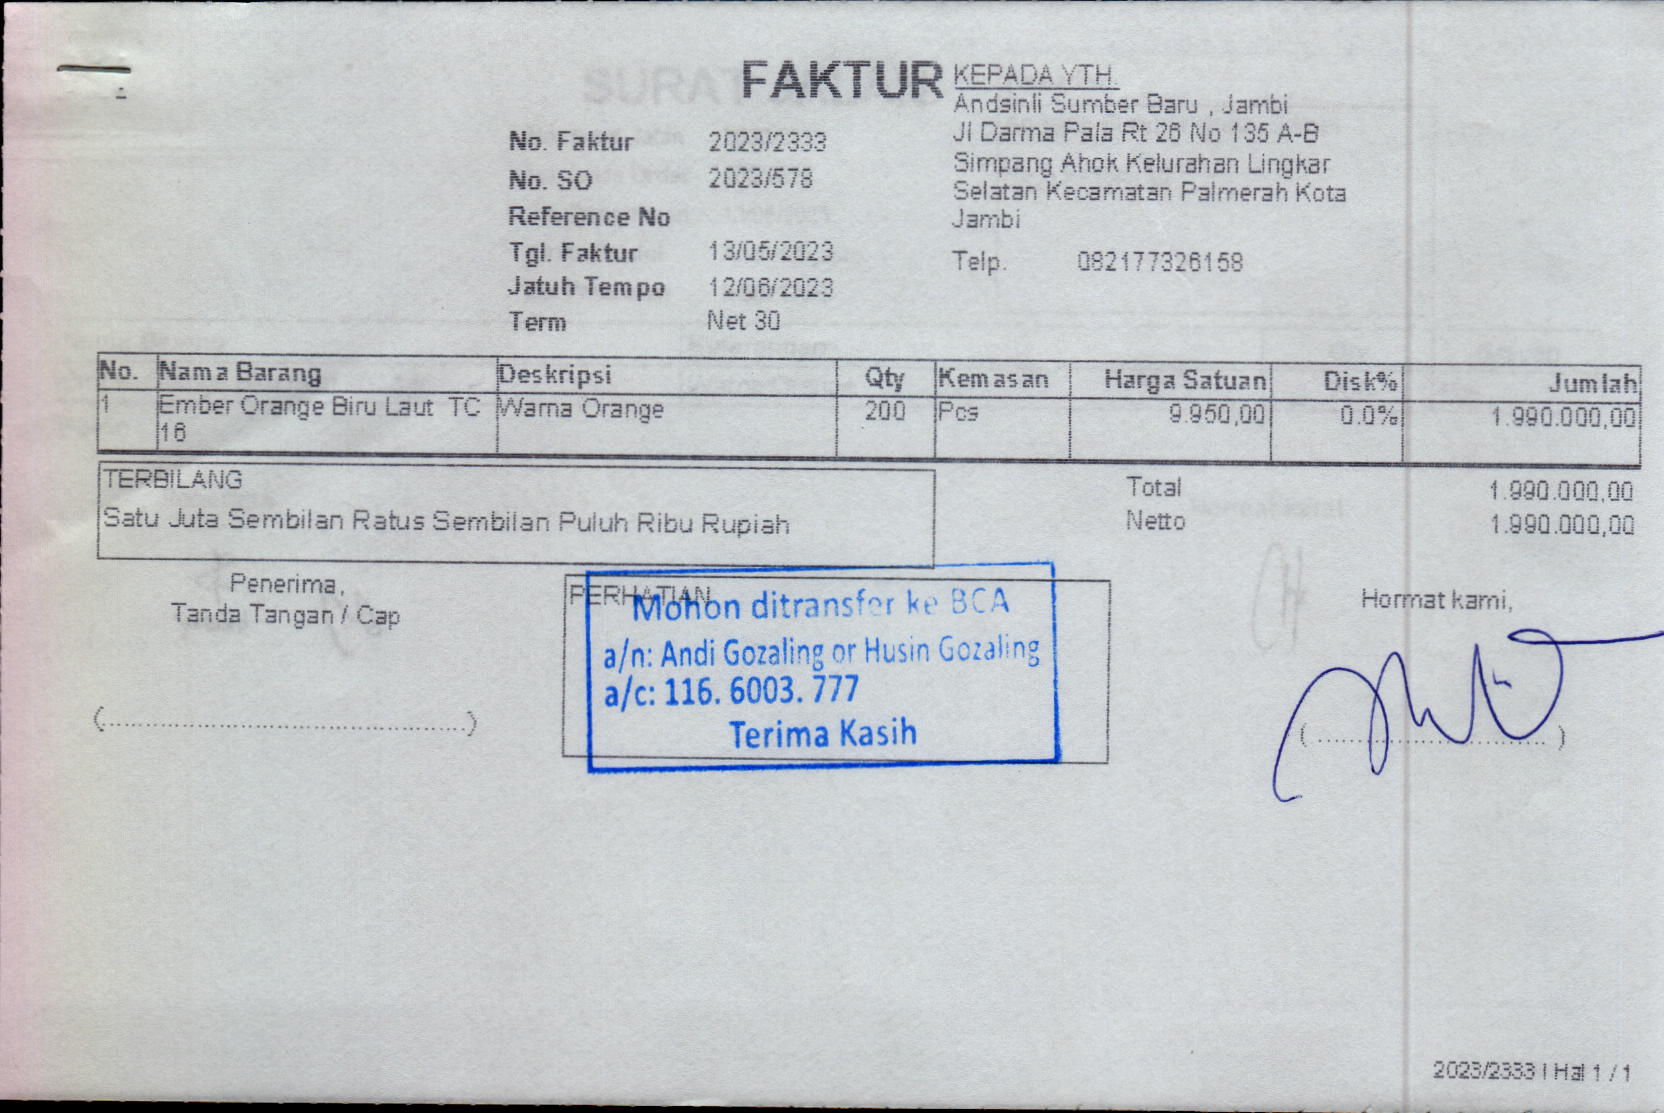 FAKTUR
KEPADA YTH.
Andsinli Sumber Baru , Jambi
Jl Darma Pala Rt 26 No 135 A-B
Simpang Ahok Kelurahan Lingkar
Selatan Kecamatan Palmerah Kota
Jambi
Telp. 082177326158
No. Faktur 2023/2333
No. SO 2023/578
Reference No
Tgl. Faktur 13/05/2023
Jatuh Tempo 12/06/2023
Term Net 30
No. Nama Barang Deskripsi Qty Kemasan Harga Satuan Disk% Jumlah
1 Ember Orange Biru Laut TC Warna Orange 200 Pcs 9.950,00 0.0% 1.990.000,00
16
TERBILANG
Satu Juta Sembilan Ratus Sembilan Puluh Ribu Rupiah
Total 1.990.000,00
Netto 1.990.000,00
Penerima,
Tanda Tangan / Cap
(........................................)
PERHATIAN
Mohon ditransfer ke BCA
a/n: Andi Gozaling or Husin Gozaling
a/c: 116. 6003. 777
Terima Kasih
Hormat kami,
(........................................)
2023/2333 | Hal 1 / 1